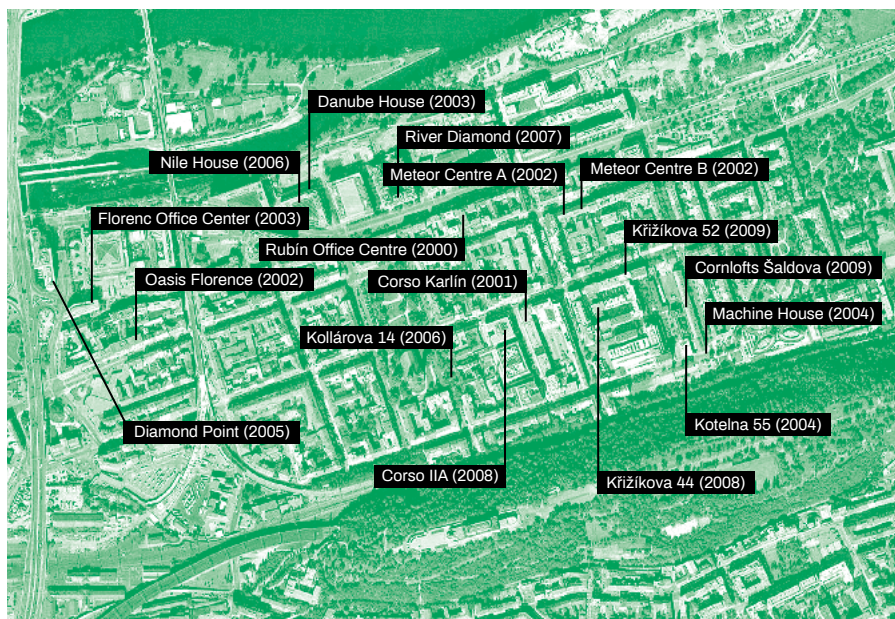 Danube House (2003)
River Diamond (2007)
Nile House (2006)
Meteor Centre A (2002)
Meteor Centre B (2002)
Florenc Office Center (2003)
Rubín Office Centre (2000)
Křižíkova 52 (2009)
Oasis Florence (2002)
Corso Karlín (2001)
Cornlofts Šaldova (2009)
Machine House (2004)
Kollárova 14 (2006)
Diamond Point (2005)
Kotelna 55 (2004)
Corso IIA (2008)
Křižíkova 44 (2008)